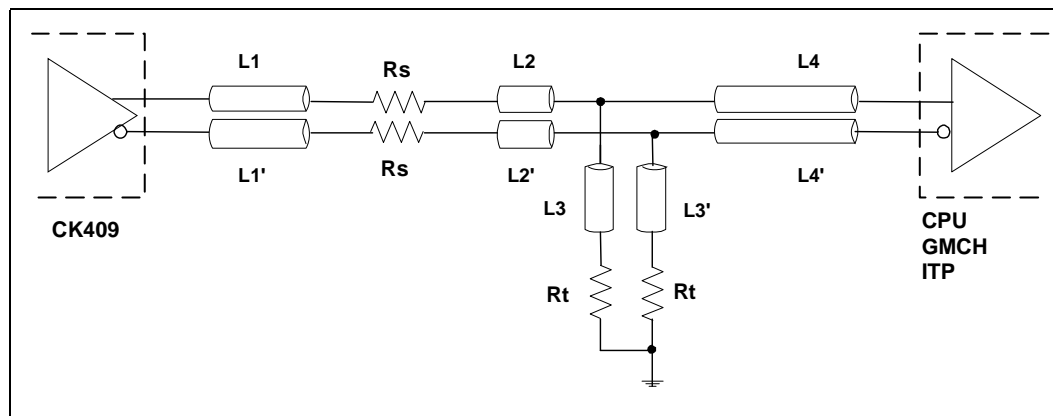 L1
Rs
L2
L4
L1'
Rs
L2'
L4'
CK409
L3
L3'
CPU
GMCH
ITP
Rt
Rt